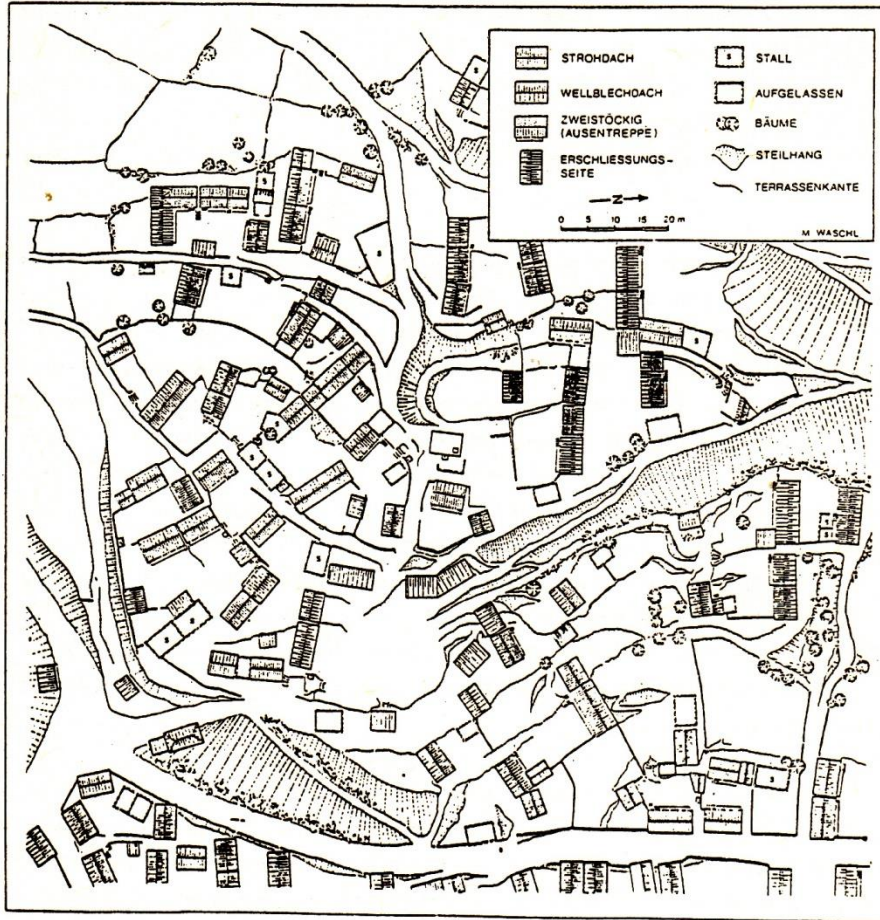 STROHDACH
WELLBLECHDACH
ZWEISTÖCKIG
(AUSENTREPPE)
ERSCHLIESSUNGS-
SEITE
S STALL
AUFGELASSEN
BÄUME
STEILHANG
TERRASSENKANTE
N
0 5 10 15 20 m
M WASCHL
S
S
S
S
S
S
S
S
S
S
S